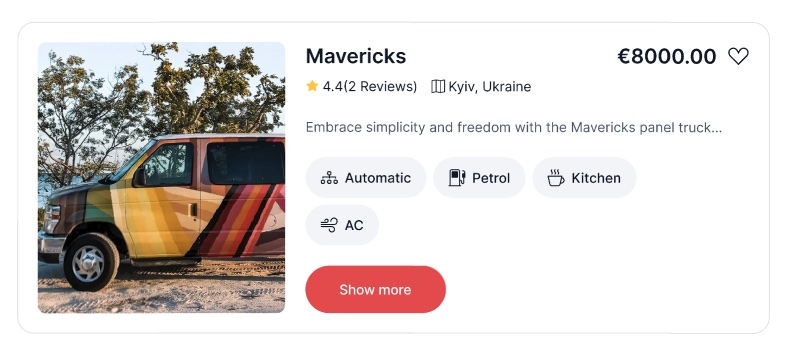 Mavericks €8000.00
4.4(2 Reviews) Kyiv, Ukraine
Embrace simplicity and freedom with the Mavericks panel truck...
Automatic Petrol Kitchen
AC
Show more